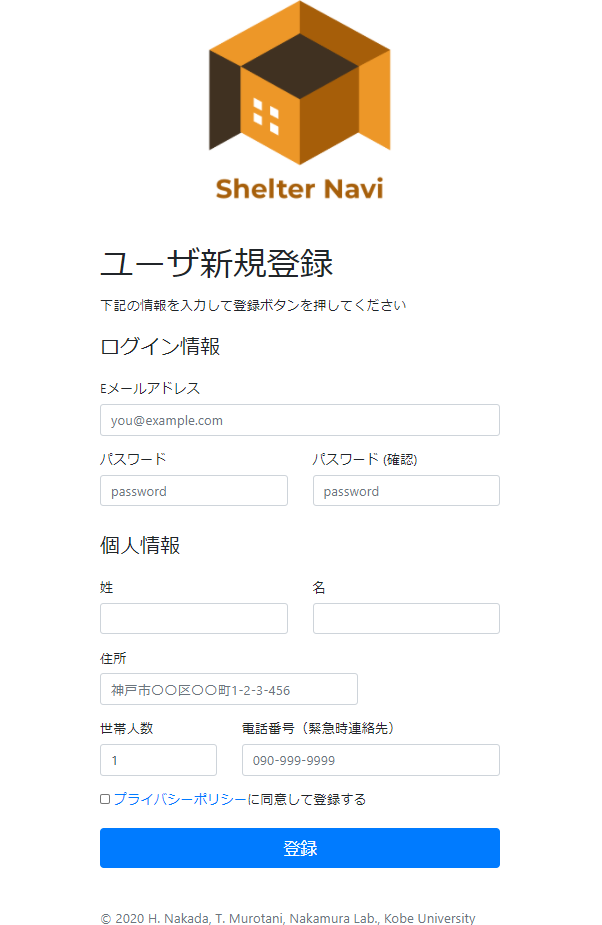 Shelter Navi
ユーザ新規登録
下記の情報を入力して登録ボタンを押してください
ログイン情報
Eメールアドレス
you@example.com
パスワード パスワード (確認)
password password
個人情報
姓 名
住所
神戸市〇〇区〇〇町1-2-3-456
世帯人数 電話番号（緊急時連絡先）
1 090-999-9999
プライバシーポリシーに同意して登録する
登録
© 2020 H. Nakada, T. Murotani, Nakamura Lab., Kobe University